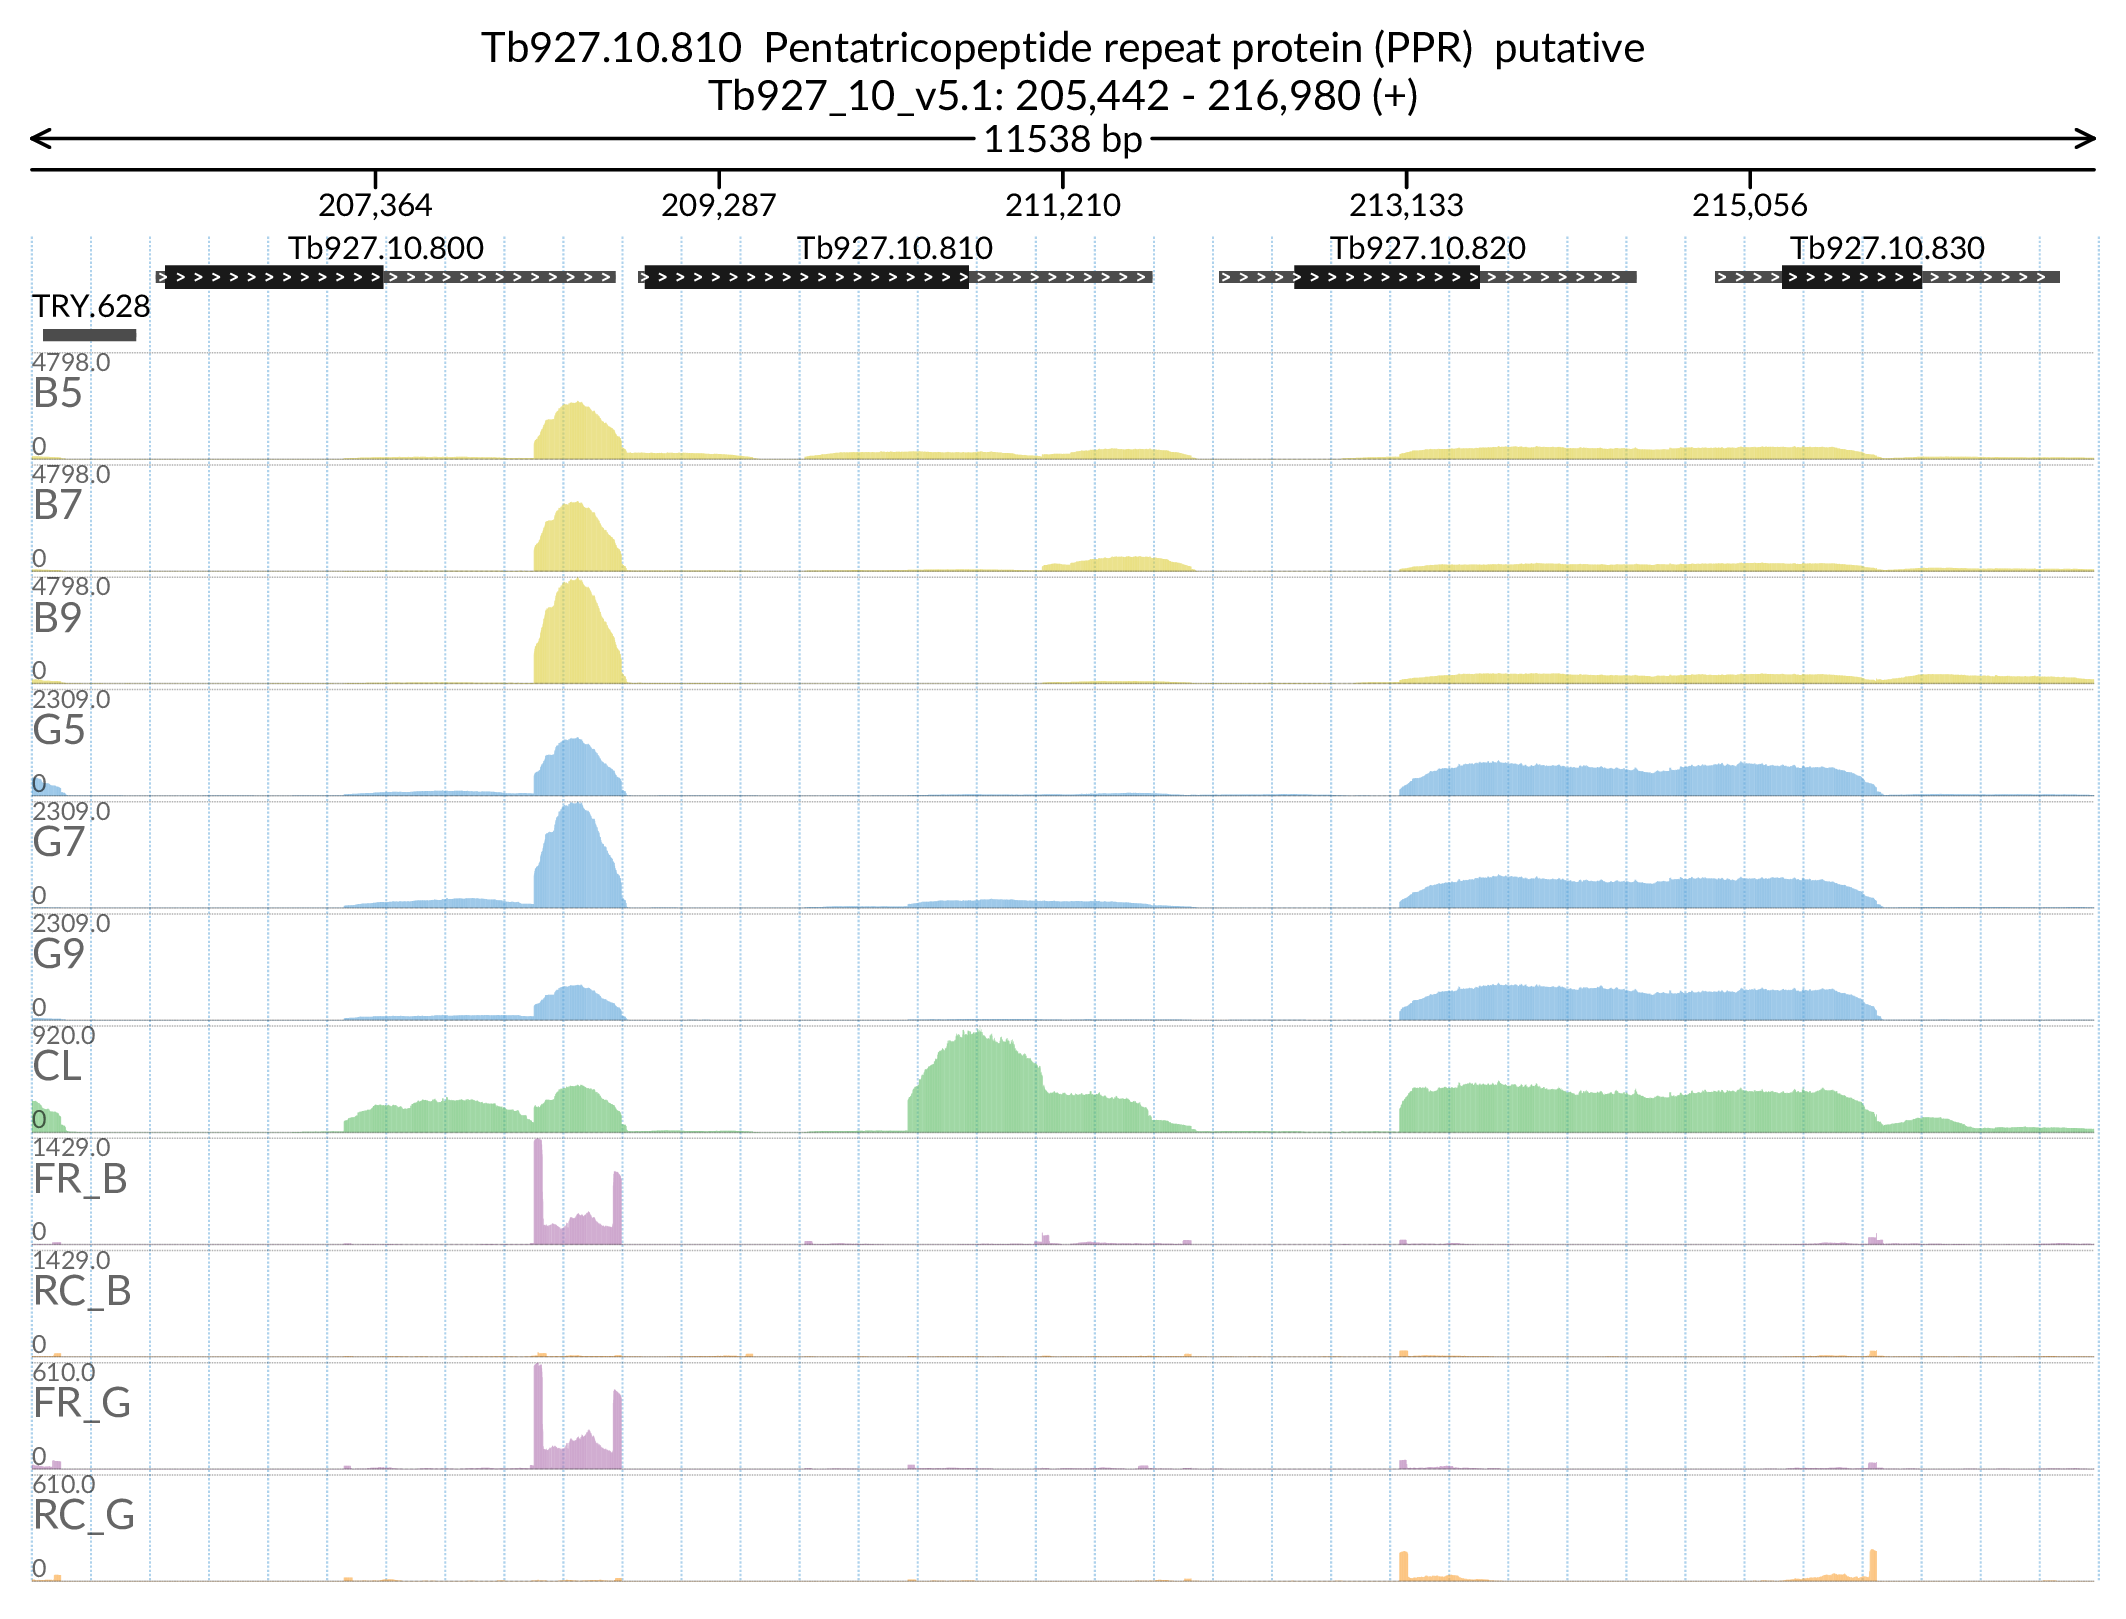 Tb927.10.810 Pentatricopeptide repeat protein (PPR) putative
Tb927_10_v5.1: 205,442 - 216,980 (+)
11538 bp
207,364 209,287 211,210 213,133 215,056
Tb927.10.800 Tb927.10.810 Tb927.10.820 Tb927.10.830
TRY.628
4798.0
B5
0
4798.0
B7
0
4798.0
B9
0
2309.0
G5
0
2309.0
G7
0
2309.0
G9
0
920.0
CL
0
1429.0
FR_B
0
1429.0
RC_B
0
610.0
FR_G
0
610.0
RC_G
0